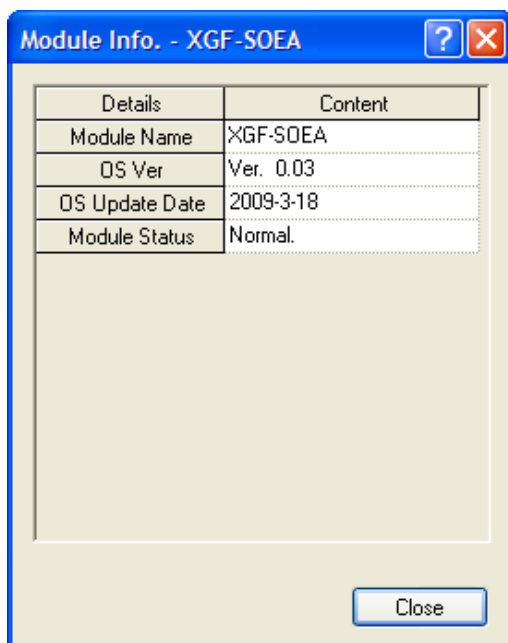 Module Info. - XGF-SOEA
Details Content
Module Name XGF-SOEA
OS Ver Ver. 0.03
OS Update Date 2009-3-18
Module Status Normal.
Close